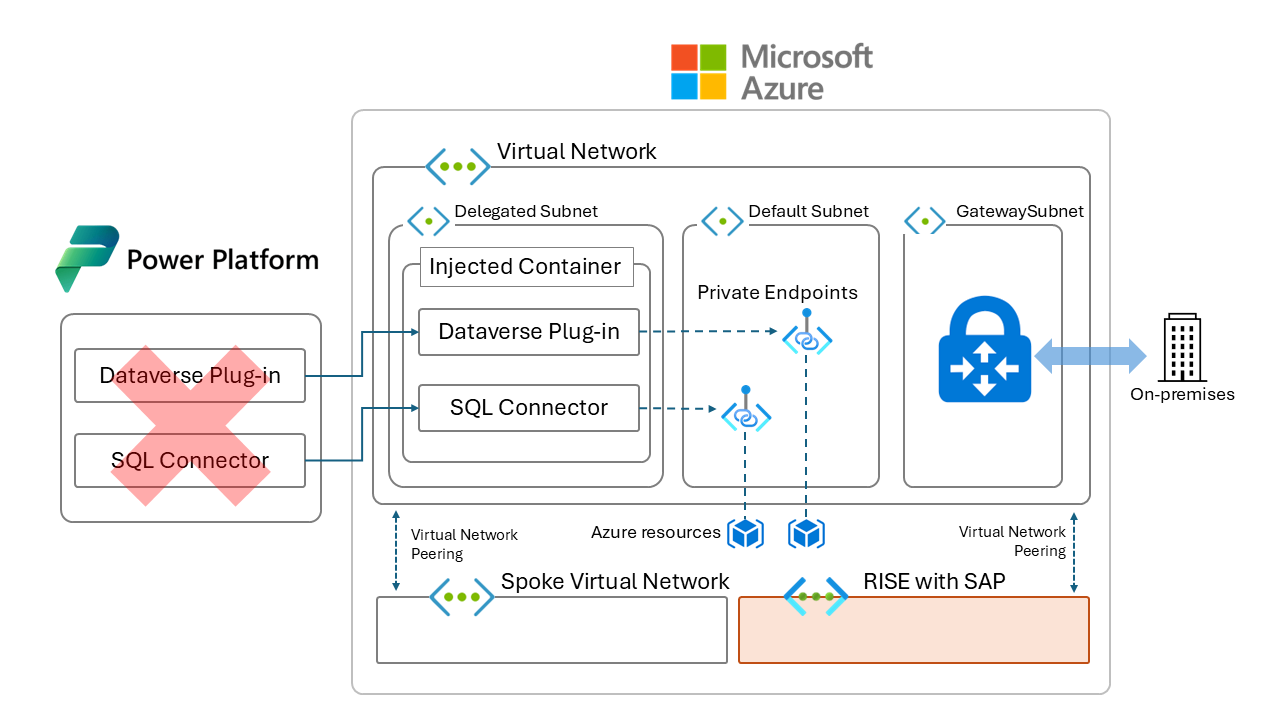 Microsoft
Azure
Virtual Network
Delegated Subnet
Default Subnet
GatewaySubnet
Power Platform
Injected Container
Private Endpoints
Dataverse Plug-in
Dataverse Plug-in
SQL Connector
SQL Connector
On-premises
Virtual Network
Peering
Azure resources
Virtual Network
Peering
Spoke Virtual Network
RISE with SAP